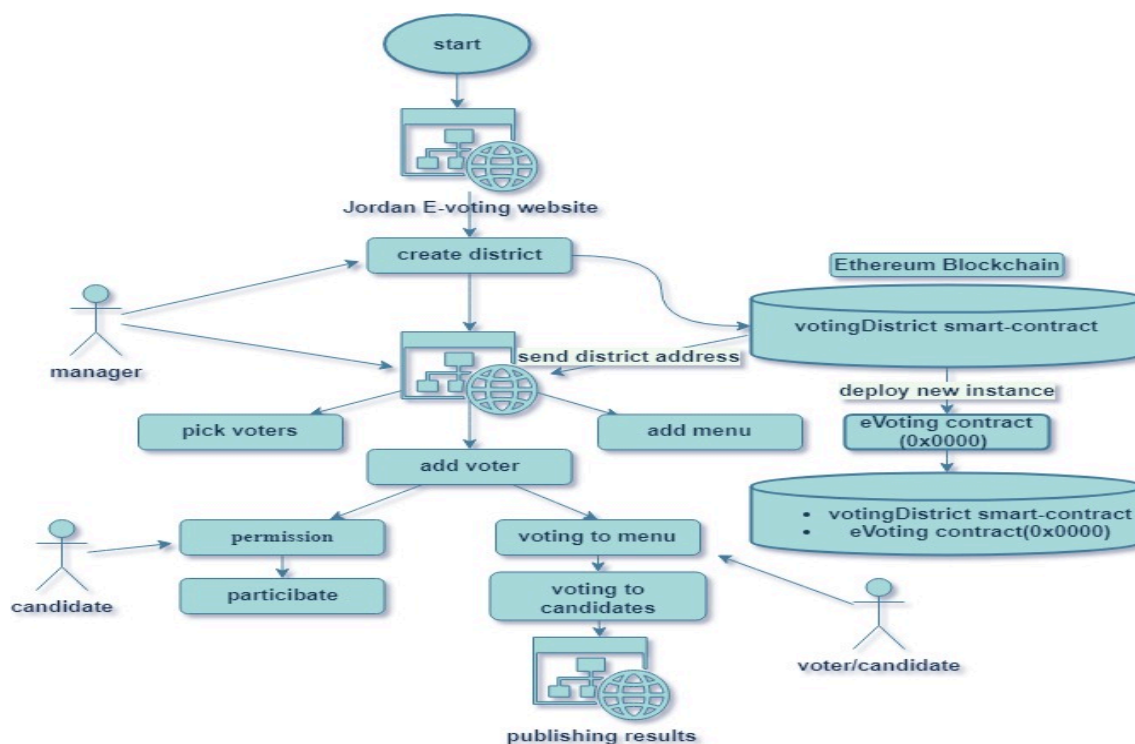 start
Jordan E-voting website
create district
Ethereum Blockchain
votingDistrict smart-contract
manager
send district address
deploy new instance
pick voters
add menu
eVoting contract
(0x0000)
add voter
• votingDistrict smart-contract
• eVoting contract(0x0000)
permission
voting to menu
candidate
participate
voting to
candidates
voter/candidate
publishing results